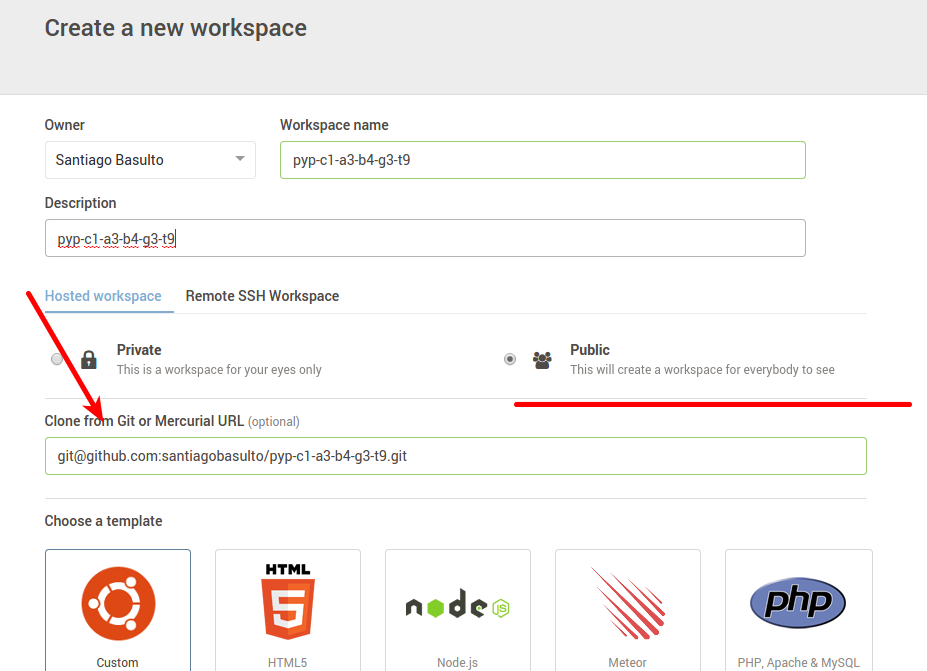 Create a new workspace
Owner
Workspace name
Santiago Basulto
pyp-c1-a3-b4-g3-t9
Description
pyp-c1-a3-b4-g3-t9
Hosted workspace
Remote SSH Workspace
Private
Public
This is a workspace for your eyes only
This will create a workspace for everybody to see
Clone from Git or Mercurial URL (optional)
git@github.com:santiagobasulto/pyp-c1-a3-b4-g3-t9.git
Choose a template
HTML
5
node
JS
php
Custom
HTML5
Node.js
Meteor
PHP, Apache & MySQL